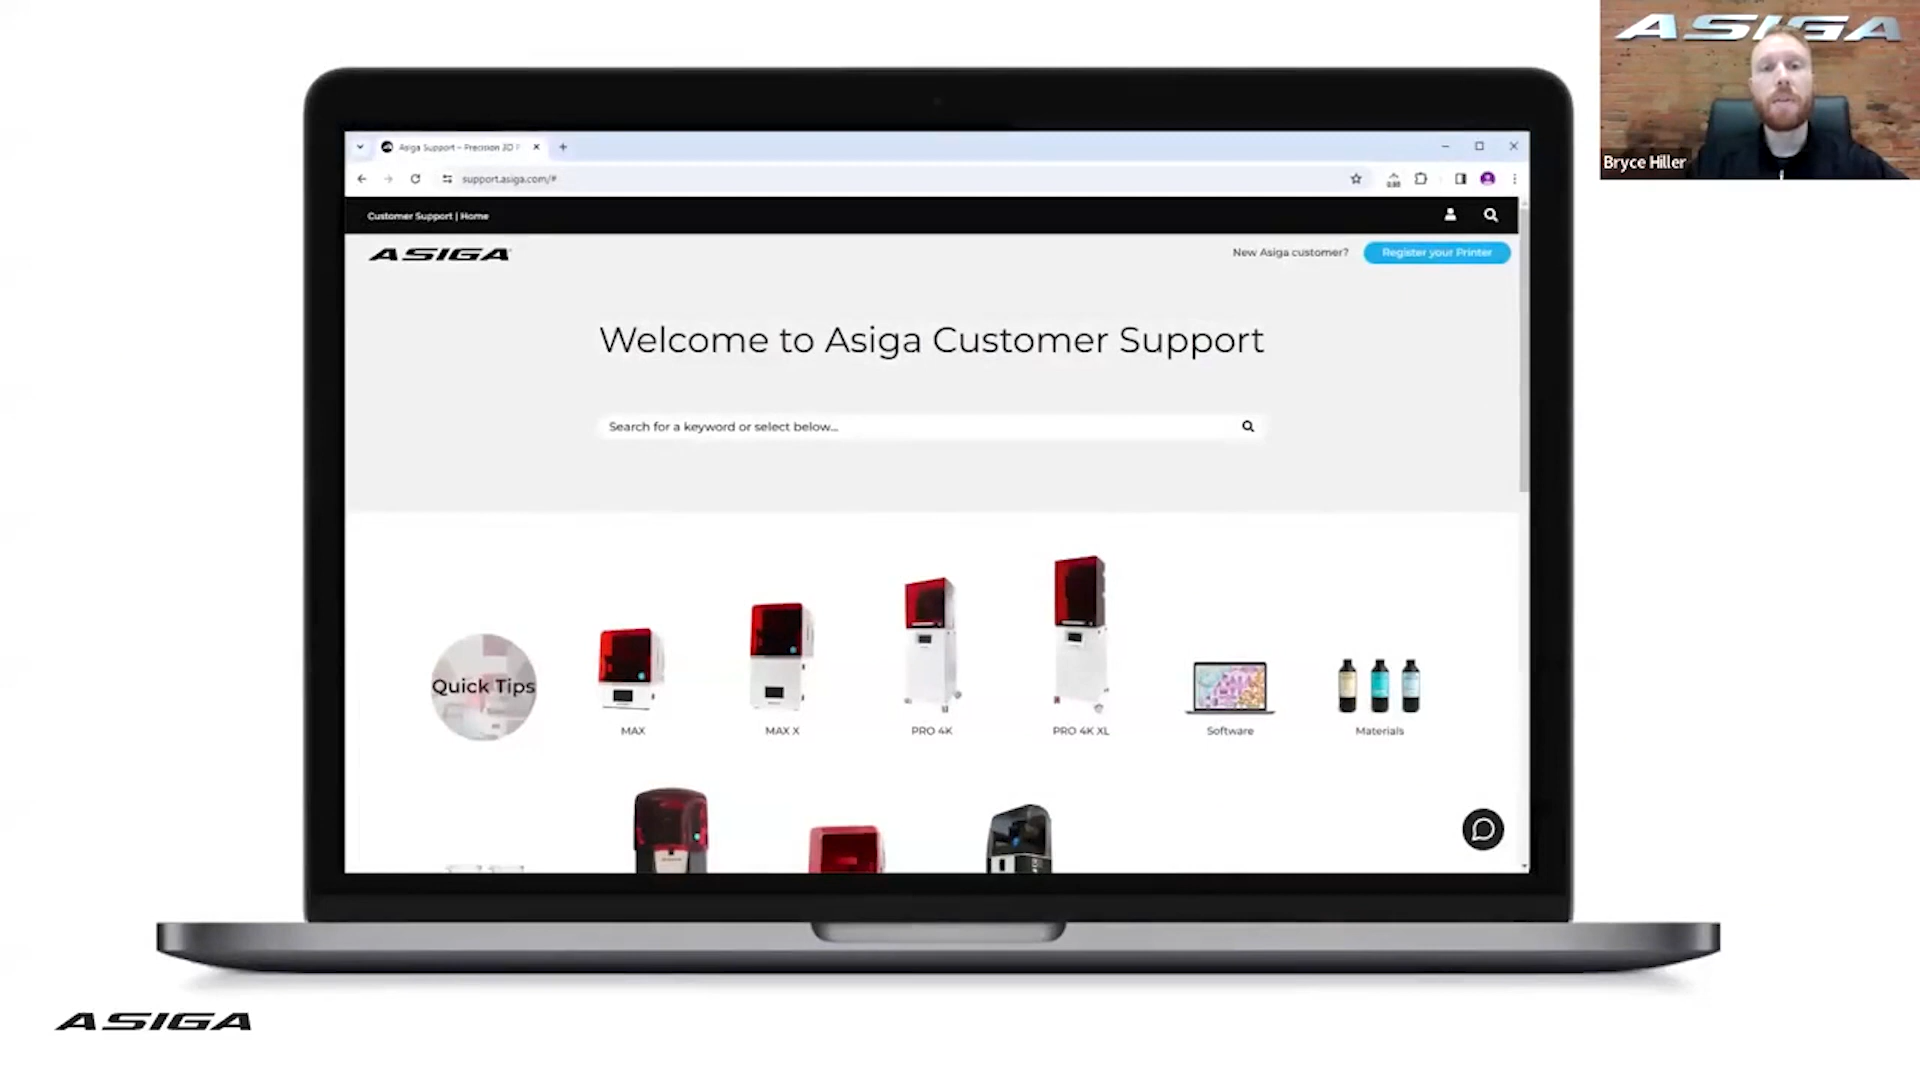 ASIGA
Bryce Hiller
Asiga Support – Precision 3D P
support.asiga.com/#
0.93
Customer Support | Home
ASIGA
New Asiga customer?
Register your Printer
Welcome to Asiga Customer Support
Search for a keyword or select below...
Quick Tips
MAX
MAX X
PRO 4K
PRO 4K XL
Software
Materials
ASIGA